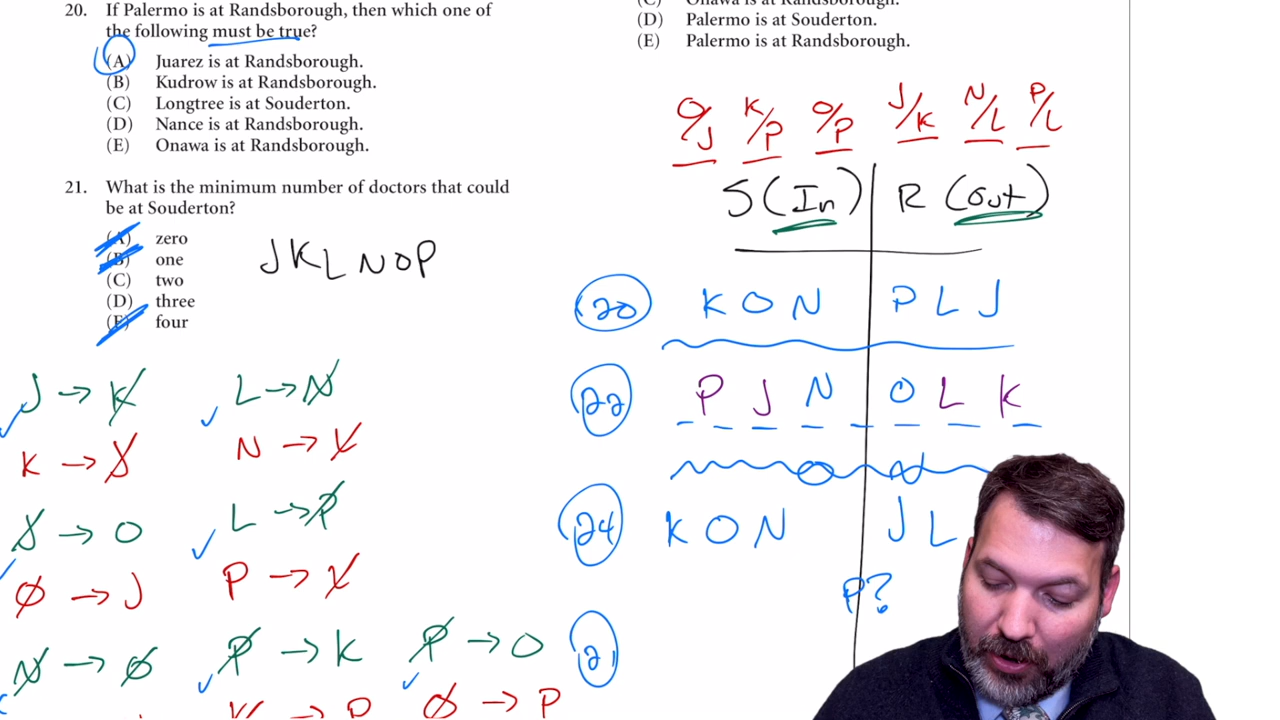 20. If Palermo is at Randsborough, then which one of
the following must be true?
(A) Juarez is at Randsborough.
(B) Kudrow is at Randsborough.
(C) Longtree is at Souderton.
(D) Nance is at Randsborough.
(E) Onawa is at Randsborough.
21. What is the minimum number of doctors that could
be at Souderton?
(A) zero
(B) one
(C) two
(D) three
(E) four
J K L N O P
J → K
K → J
J → O
O → J
N → O
L → N
N → L
L → P
P → L
P → K
P → O
O → P
(D) Palermo is at Souderton.
(E) Palermo is at Randsborough.
O/J K/P O/P J/K N/L P/L
S (In) R (Out)
20 K O N P L J
22 P J N O L K
24 K O N J L
P?
21